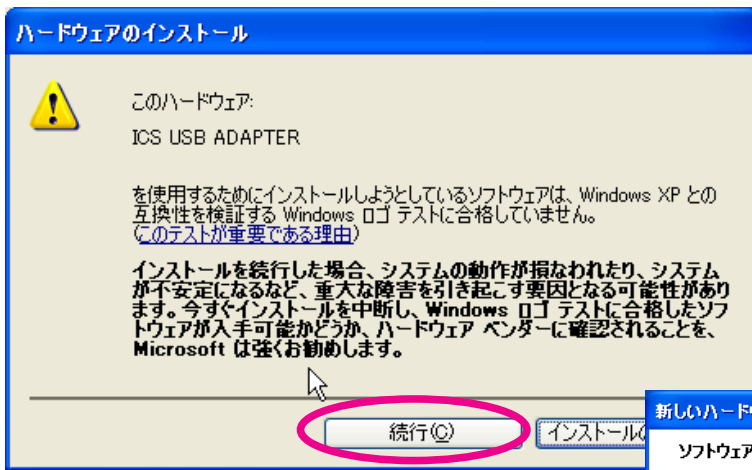 ハードウェアのインストール
このハードウェア:
ICS USB ADAPTER
を使用するためにインストールしようとしているソフトウェアは、Windows XP との
互換性を検証する Windows ロゴ テストに合格していません。
(このテストが重要である理由)
インストールを続行した場合、システムの動作が損なわれたり、システム
が不安定になるなど、重大な障害を引き起こす要因となる可能性があり
ます。今すぐインストールを中断し、Windows ロゴ テストに合格したソフ
トウェアが入手可能かどうか、ハードウェア ベンダーに確認されることを、
Microsoft は強くお勧めします。
続行(C)
インストールの
新しいハード
ソフトウェア